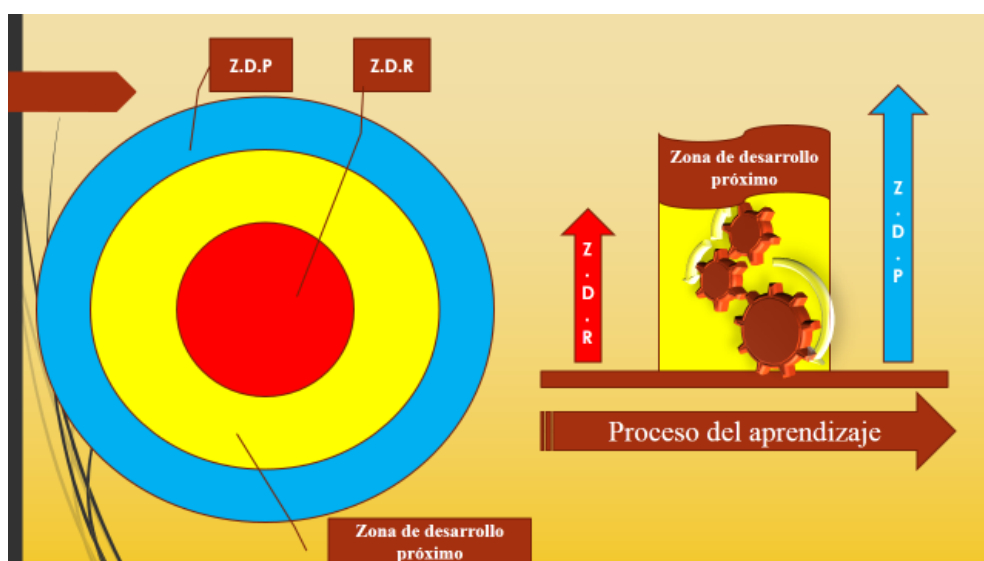 Z.D.P
Z.D.R
Zona de desarrollo
próximo
Zona de desarrollo
próximo
Z
.
D
.
R
Z
.
D
.
P
Proceso del aprendizaje